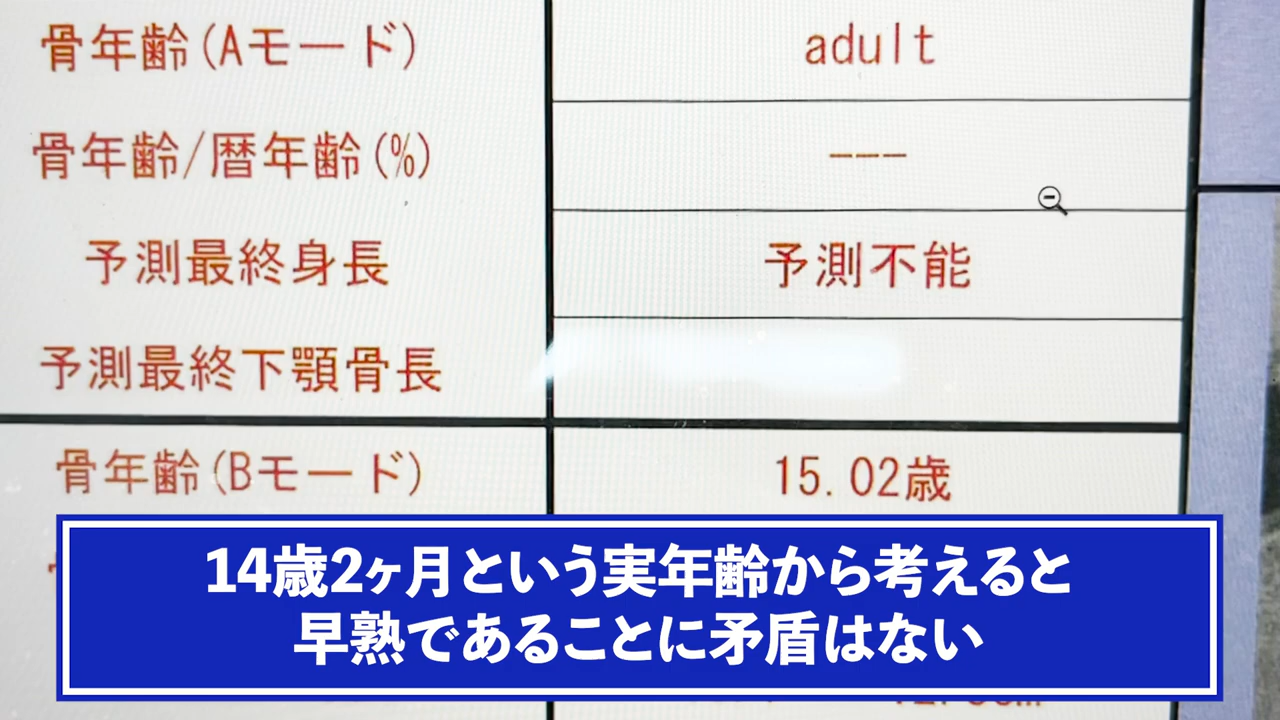 骨年齢(Aモード) adult
骨年齢/暦年齢(%) ---
予測最終身長 予測不能
予測最終下顎骨長
骨年齢(Bモード) 15.02歳
14歳2ヶ月という実年齢から考えると
早熟であることに矛盾はない